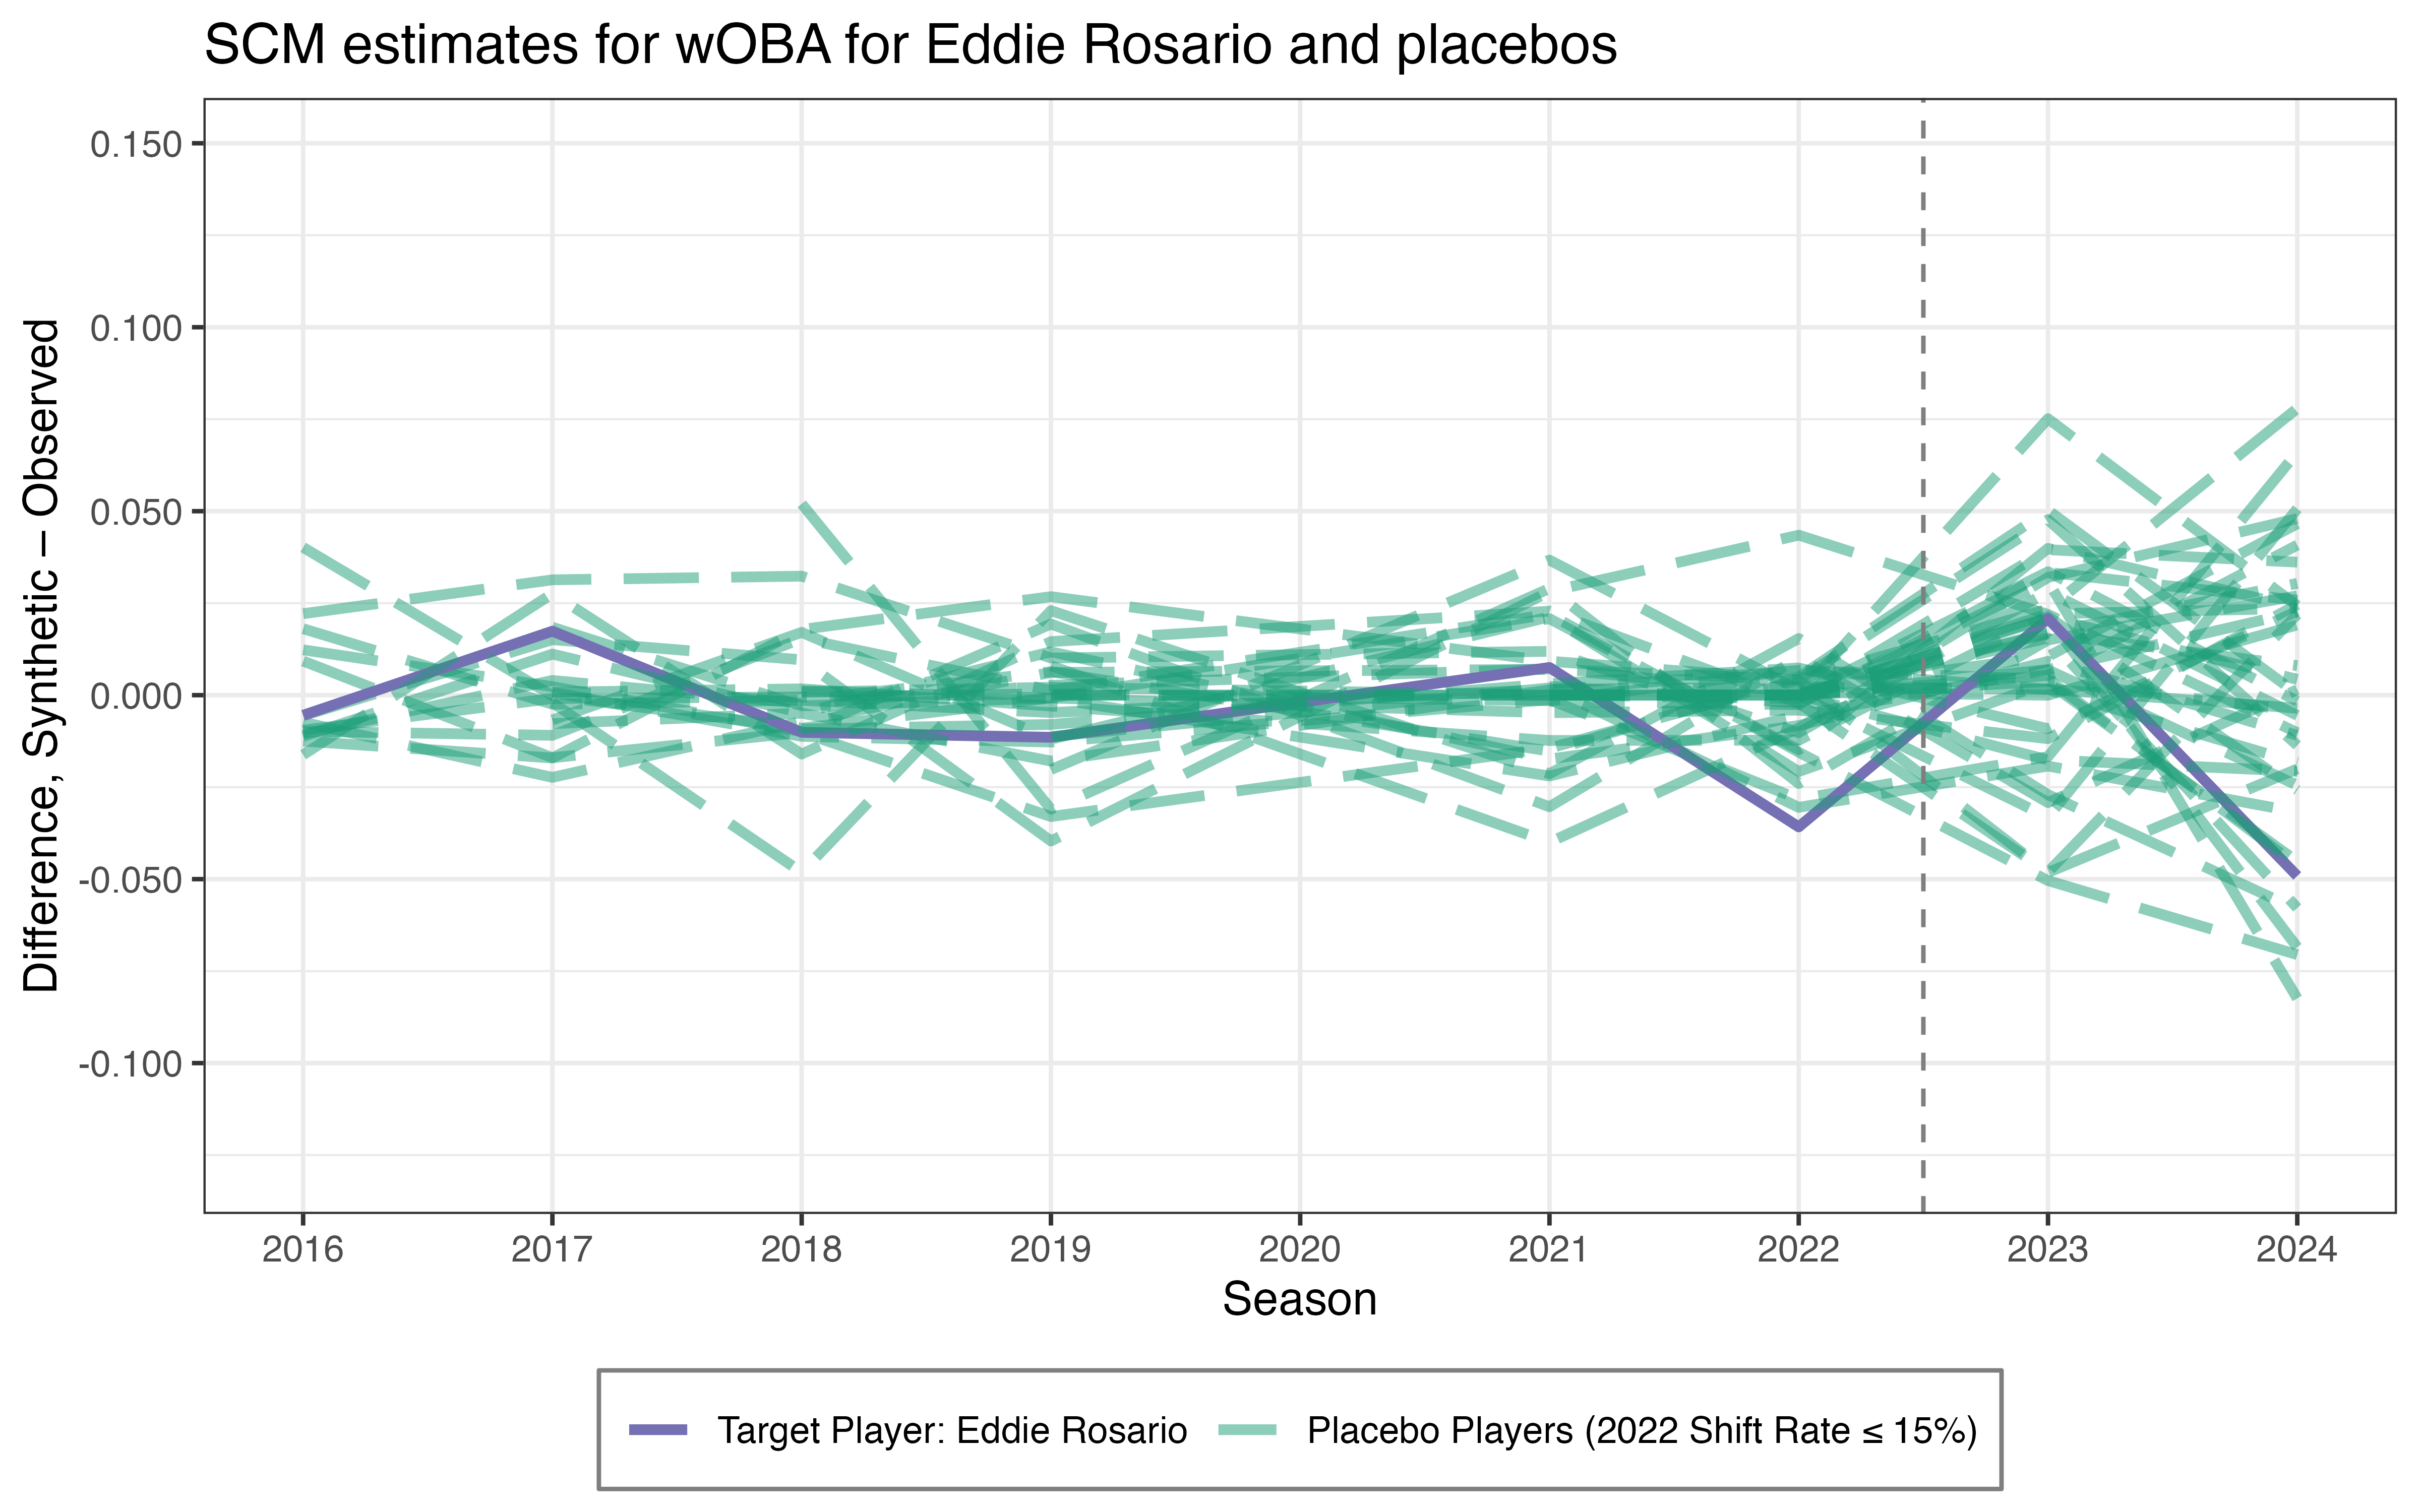 SCM estimates for wOBA for Eddie Rosario and placebos
Difference, Synthetic – Observed
0.150
0.100
0.050
0.000
-0.050
-0.100
2016 2017 2018 2019 2020 2021 2022 2023 2024
Season
Target Player: Eddie Rosario Placebo Players (2022 Shift Rate ≤ 15%)